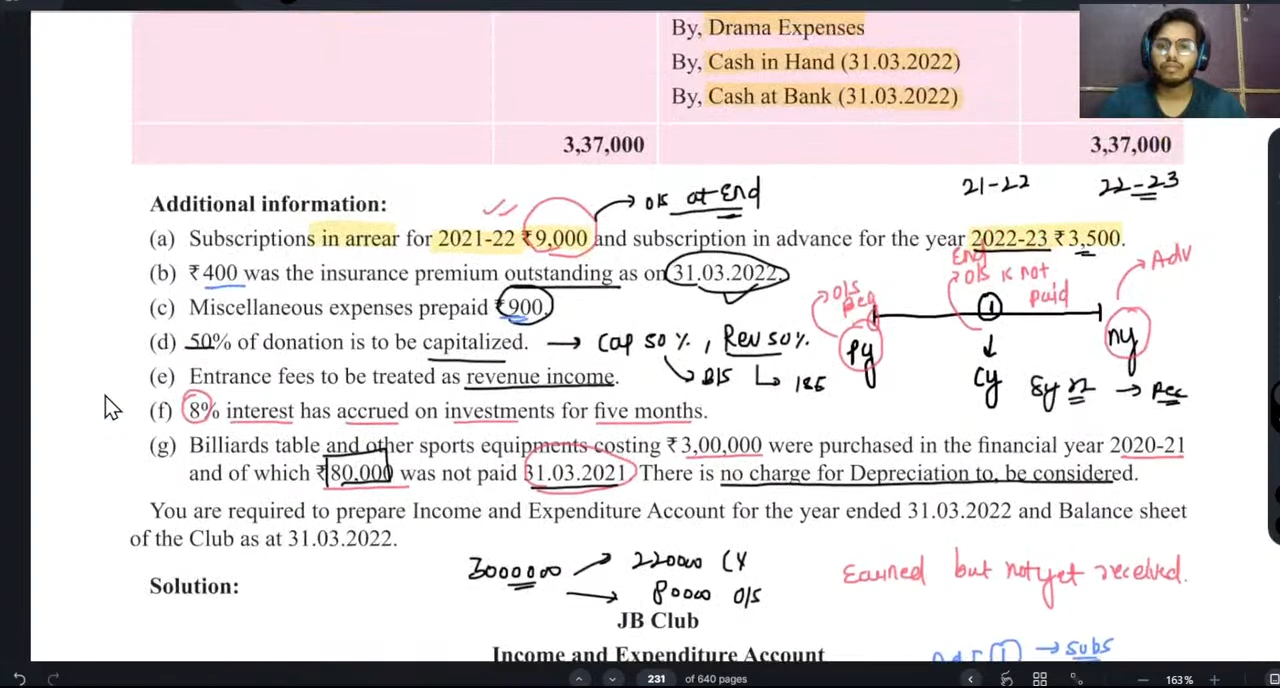 By, Drama Expenses
By, Cash in Hand (31.03.2022)
By, Cash at Bank (31.03.2022)
3,37,000 3,37,000
21-22 22-23
→ o/s at End
Additional information:
(a) Subscriptions in arrear for 2021-22 ₹9,000 and subscription in advance for the year 2022-23 ₹3,500.
(b) ₹400 was the insurance premium outstanding as on 31.03.2022.
End
o/s is not paid
Adv
(c) Miscellaneous expenses prepaid ₹900.
o/s Beg
1
(d) 50% of donation is to be capitalized. → Cap 50%, Rev 50%.
Py cy ny
(e) Entrance fees to be treated as revenue income.
B/S I&E
(f) 8% interest has accrued on investments for five months.
(g) Billiards table and other sports equipments costing ₹3,00,000 were purchased in the financial year 2020-21
and of which ₹80,000 was not paid 31.03.2021 There is no charge for Depreciation to, be considered.
You are required to prepare Income and Expenditure Account for the year ended 31.03.2022 and Balance sheet
of the Club as at 31.03.2022.
80000 o/s
Earned but not yet received.
Solution:
JB Club
Income and Expenditure Account
1 → subs
231 of 640 pages
163%